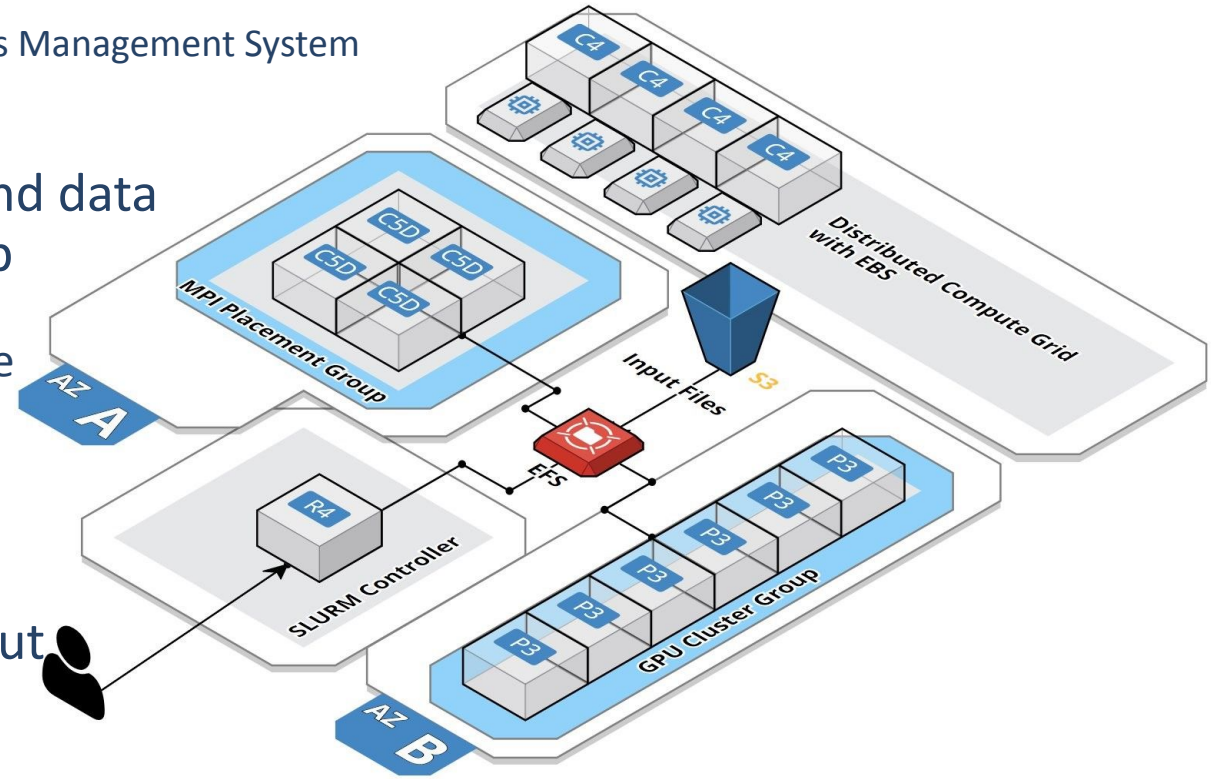 s Management System
nd data
p
e
ut
C4
C4
C4
C4
Distributed Compute Grid
with EBS
C5D
C5D
C5D
C5D
MPI Placement Group
AZ A
S3
Input Files
EFS
R4
SLURM Controller
P3
P3
P3
P3
P3
P3
GPU Cluster Group
AZ B